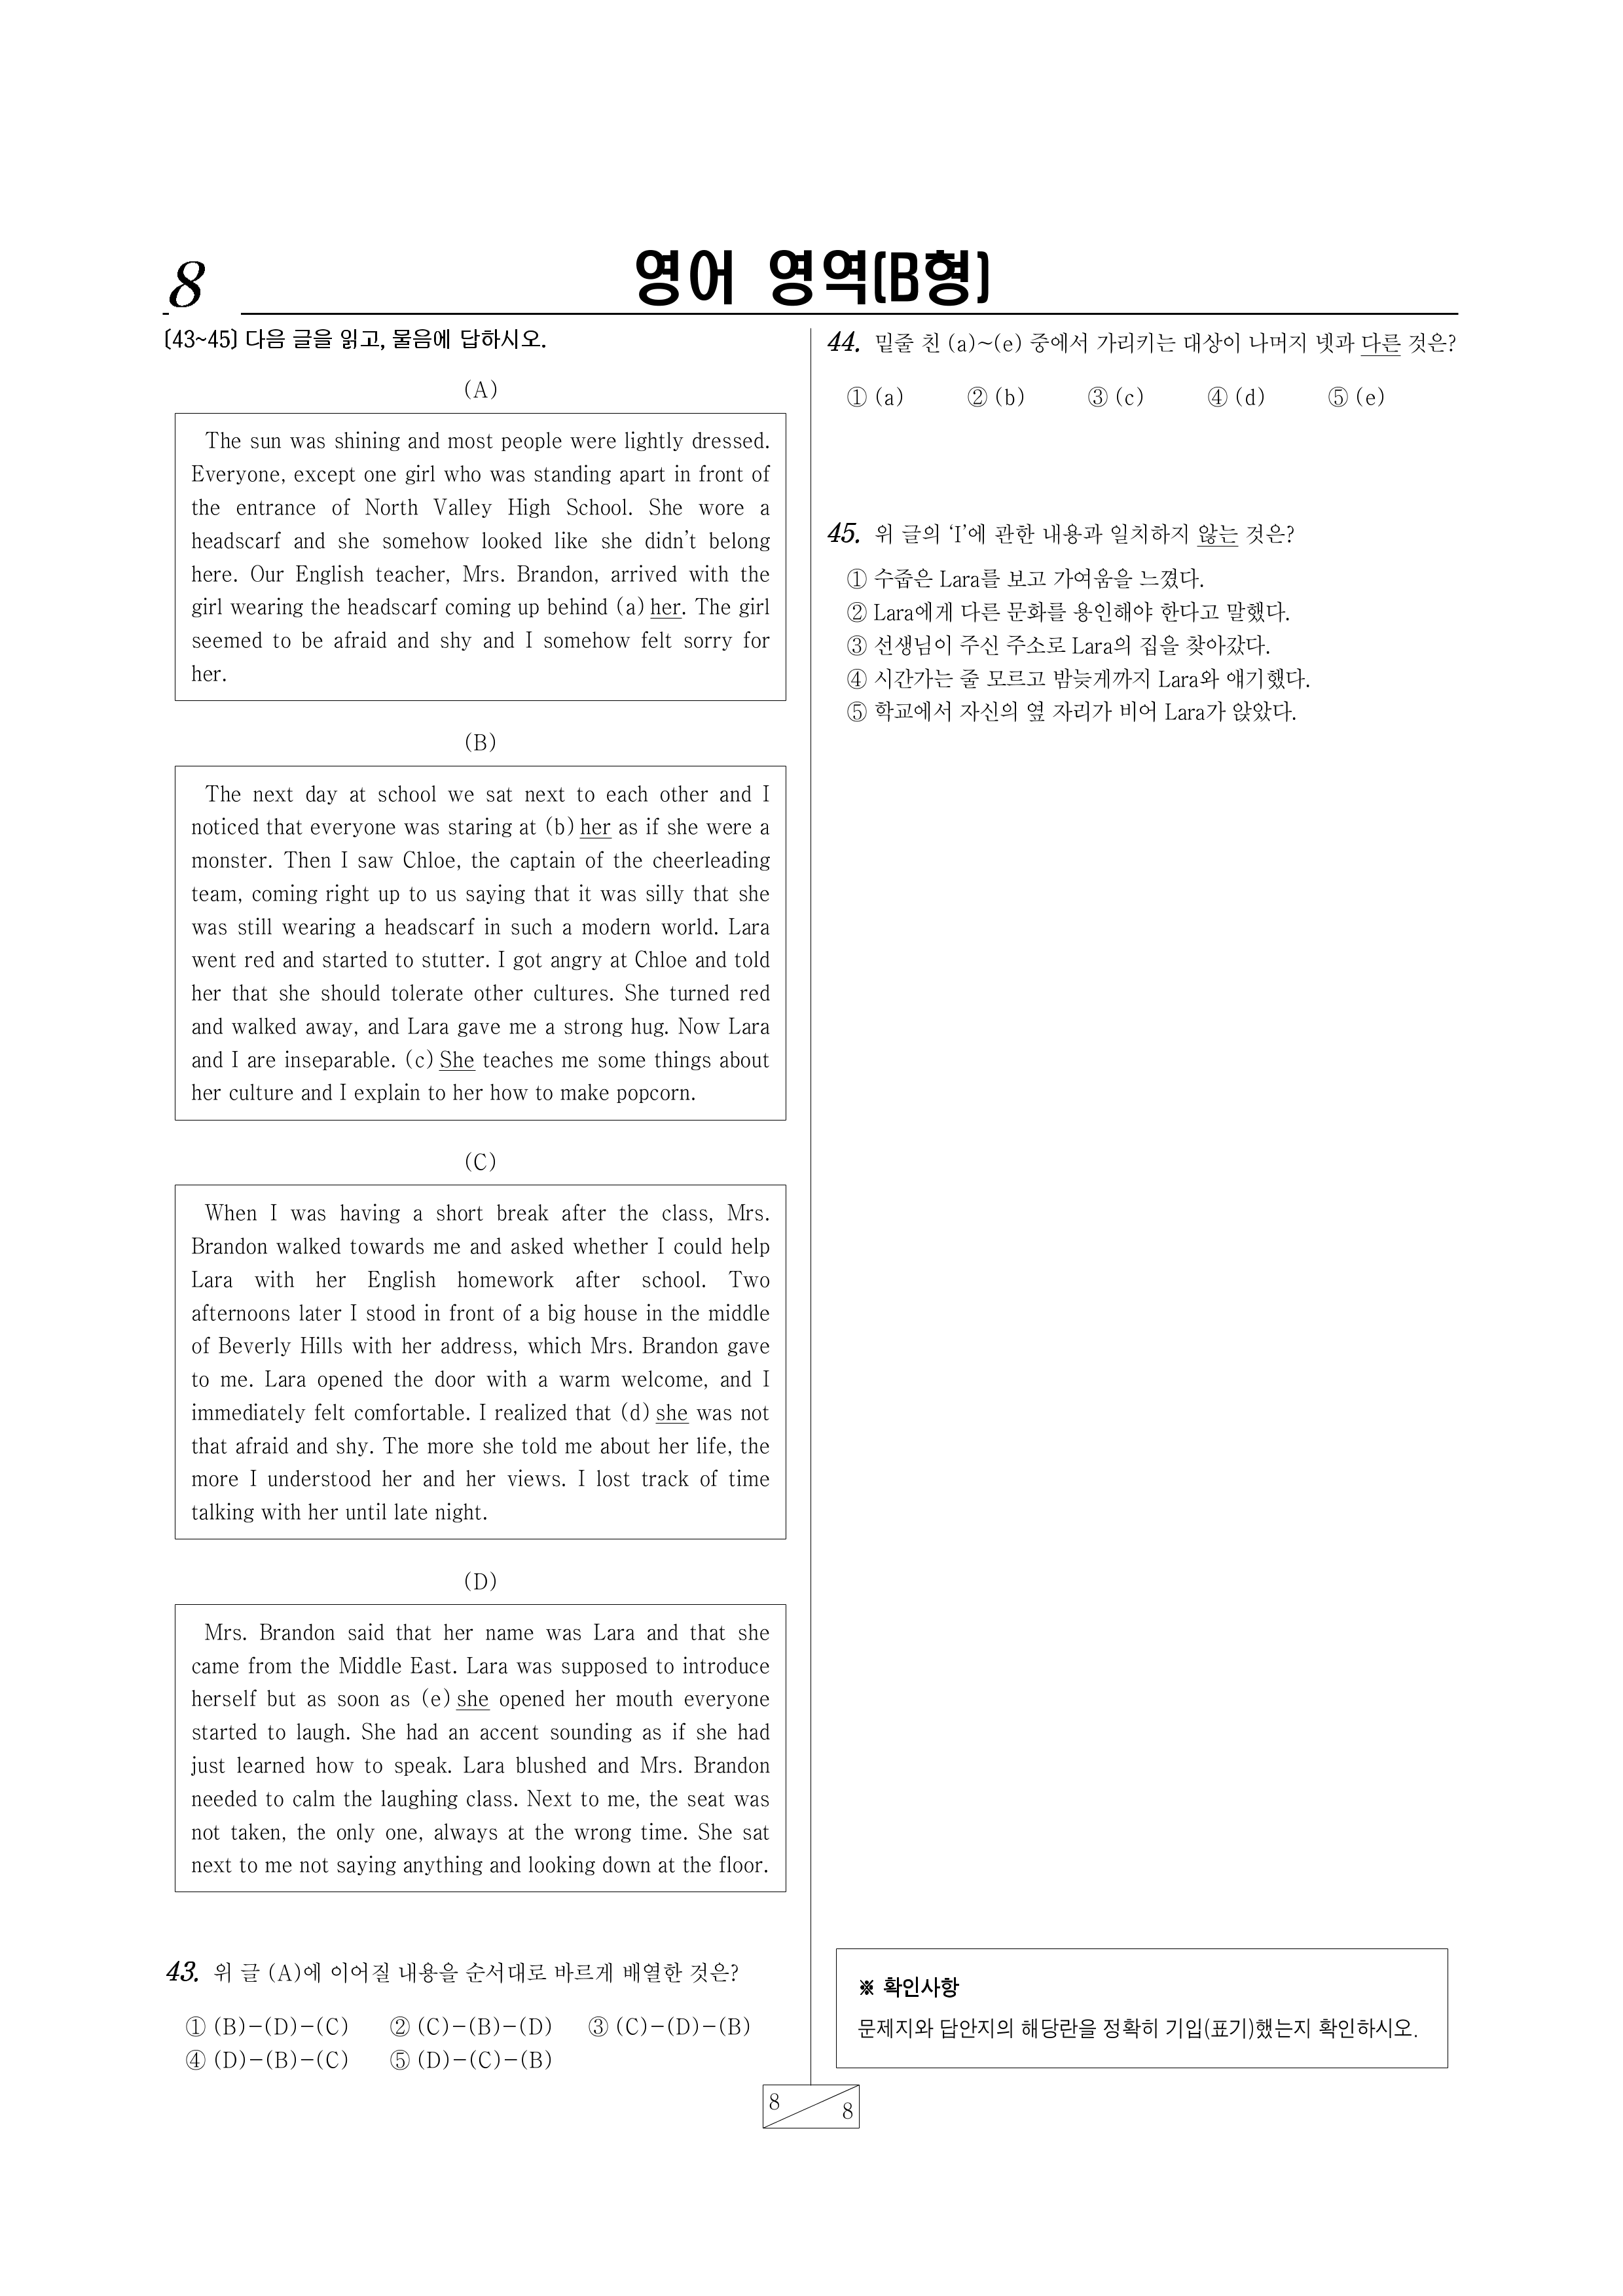 8
영어 영역(B형)
[43~45] 다음 글을 읽고, 물음에 답하시오.
(A)
The sun was shining and most people were lightly dressed.
Everyone, except one girl who was standing apart in front of
the entrance of North Valley High School. She wore a
headscarf and she somehow looked like she didn't belong
here. Our English teacher, Mrs. Brandon, arrived with the
girl wearing the headscarf coming up behind (a) her. The girl
seemed to be afraid and shy and I somehow felt sorry for
her.
(B)
The next day at school we sat next to each other and I
noticed that everyone was staring at (b) her as if she were a
monster. Then I saw Chloe, the captain of the cheerleading
team, coming right up to us saying that it was silly that she
was still wearing a headscarf in such a modern world. Lara
went red and started to stutter. I got angry at Chloe and told
her that she should tolerate other cultures. She turned red
and walked away, and Lara gave me a strong hug. Now Lara
and I are inseparable. (c) She teaches me some things about
her culture and I explain to her how to make popcorn.
(C)
When I was having a short break after the class, Mrs.
Brandon walked towards me and asked whether I could help
Lara with her English homework after school. Two
afternoons later I stood in front of a big house in the middle
of Beverly Hills with her address, which Mrs. Brandon gave
to me. Lara opened the door with a warm welcome, and I
immediately felt comfortable. I realized that (d) she was not
that afraid and shy. The more she told me about her life, the
more I understood her and her views. I lost track of time
talking with her until late night.
(D)
Mrs. Brandon said that her name was Lara and that she
came from the Middle East. Lara was supposed to introduce
herself but as soon as (e) she opened her mouth everyone
started to laugh. She had an accent sounding as if she had
just learned how to speak. Lara blushed and Mrs. Brandon
needed to calm the laughing class. Next to me, the seat was
not taken, the only one, always at the wrong time. She sat
next to me not saying anything and looking down at the floor.
43. 위 글 (A)에 이어질 내용을 순서대로 바르게 배열한 것은?
① (B)-(D)-(C) ② (C)-(B)-(D) ③ (C)-(D)-(B)
④ (D)-(B)-(C) ⑤ (D)-(C)-(B)
44. 밑줄 친 (a)~(e) 중에서 가리키는 대상이 나머지 넷과 다른 것은?
① (a) ② (b) ③ (c) ④ (d) ⑤ (e)
45. 위 글의 ‘I’에 관한 내용과 일치하지 않는 것은?
① 수줍은 Lara를 보고 가여움을 느꼈다.
② Lara에게 다른 문화를 용인해야 한다고 말했다.
③ 선생님이 주신 주소로 Lara의 집을 찾아갔다.
④ 시간가는 줄 모르고 밤늦게까지 Lara와 얘기했다.
⑤ 학교에서 자신의 옆 자리가 비어 Lara가 앉았다.
※ 확인사항
문제지와 답안지의 해당란을 정확히 기입(표기)했는지 확인하시오.
8
8